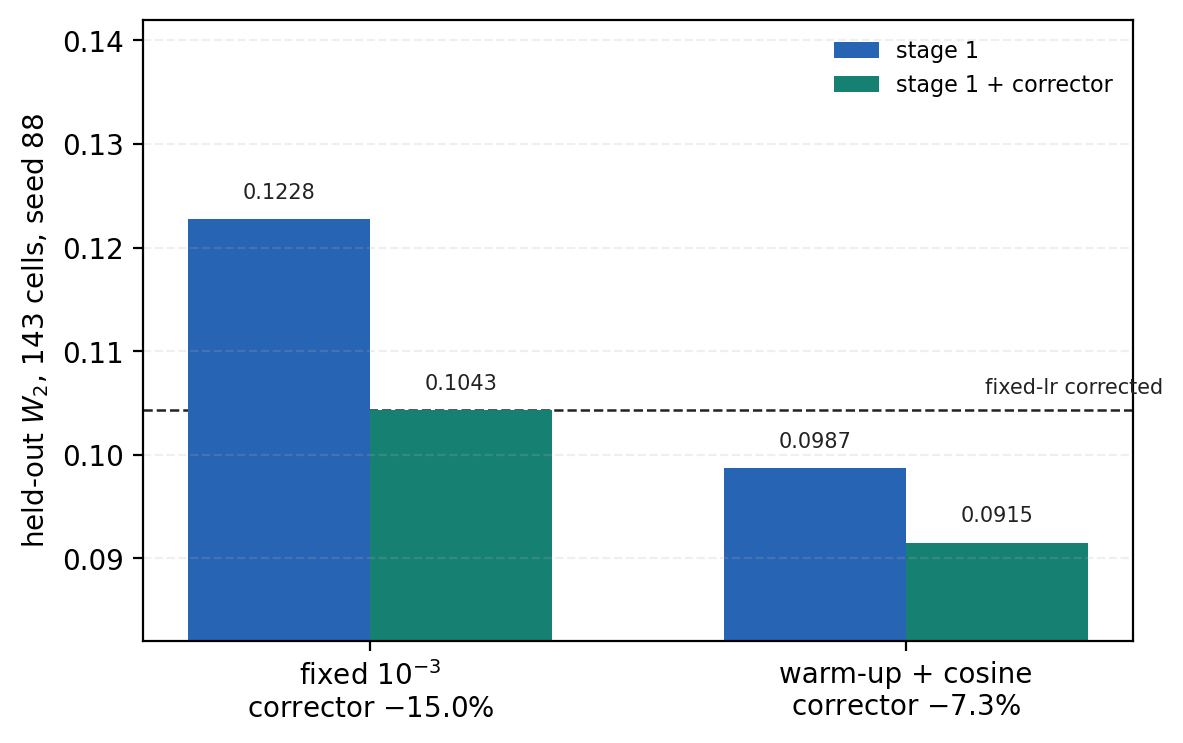 held-out W₂, 143 cells, seed 88
0.14
0.13
0.12
0.11
0.10
0.09
stage 1
stage 1 + corrector
0.1228
0.1043
fixed-lr corrected
0.0987
0.0915
fixed 10⁻³
corrector −15.0%
warm-up + cosine
corrector −7.3%